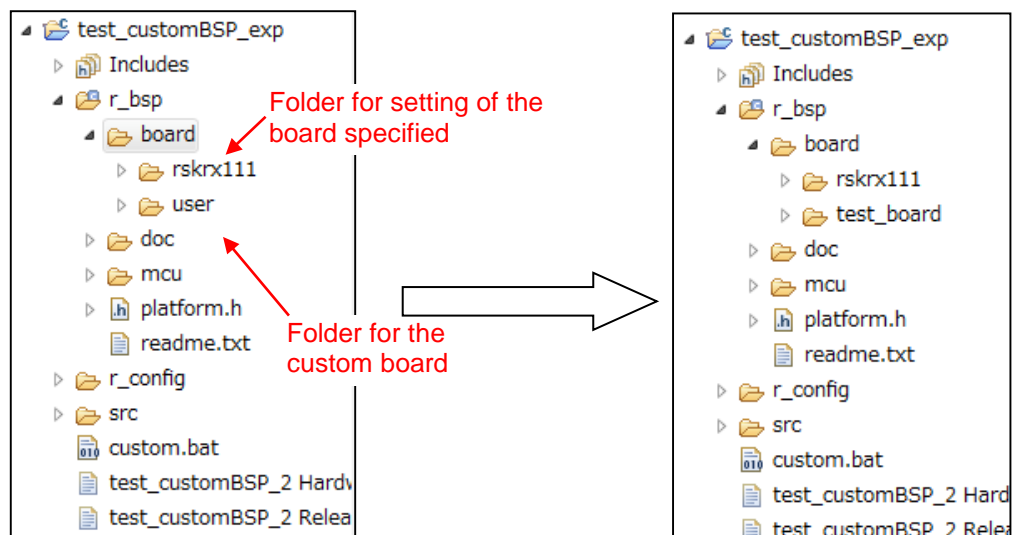 test_customBSP_exp
Includes
r_bsp
board
rskrx111
user
doc
mcu
platform.h
readme.txt
r_config
src
custom.bat
test_customBSP_2 Hardw
test_customBSP_2 Relea
Folder for setting of the
board specified
Folder for the
custom board
test_customBSP_exp
Includes
r_bsp
board
rskrx111
test_board
doc
mcu
platform.h
readme.txt
r_config
src
custom.bat
test_customBSP_2 Hard
test_customBSP_2 Relea